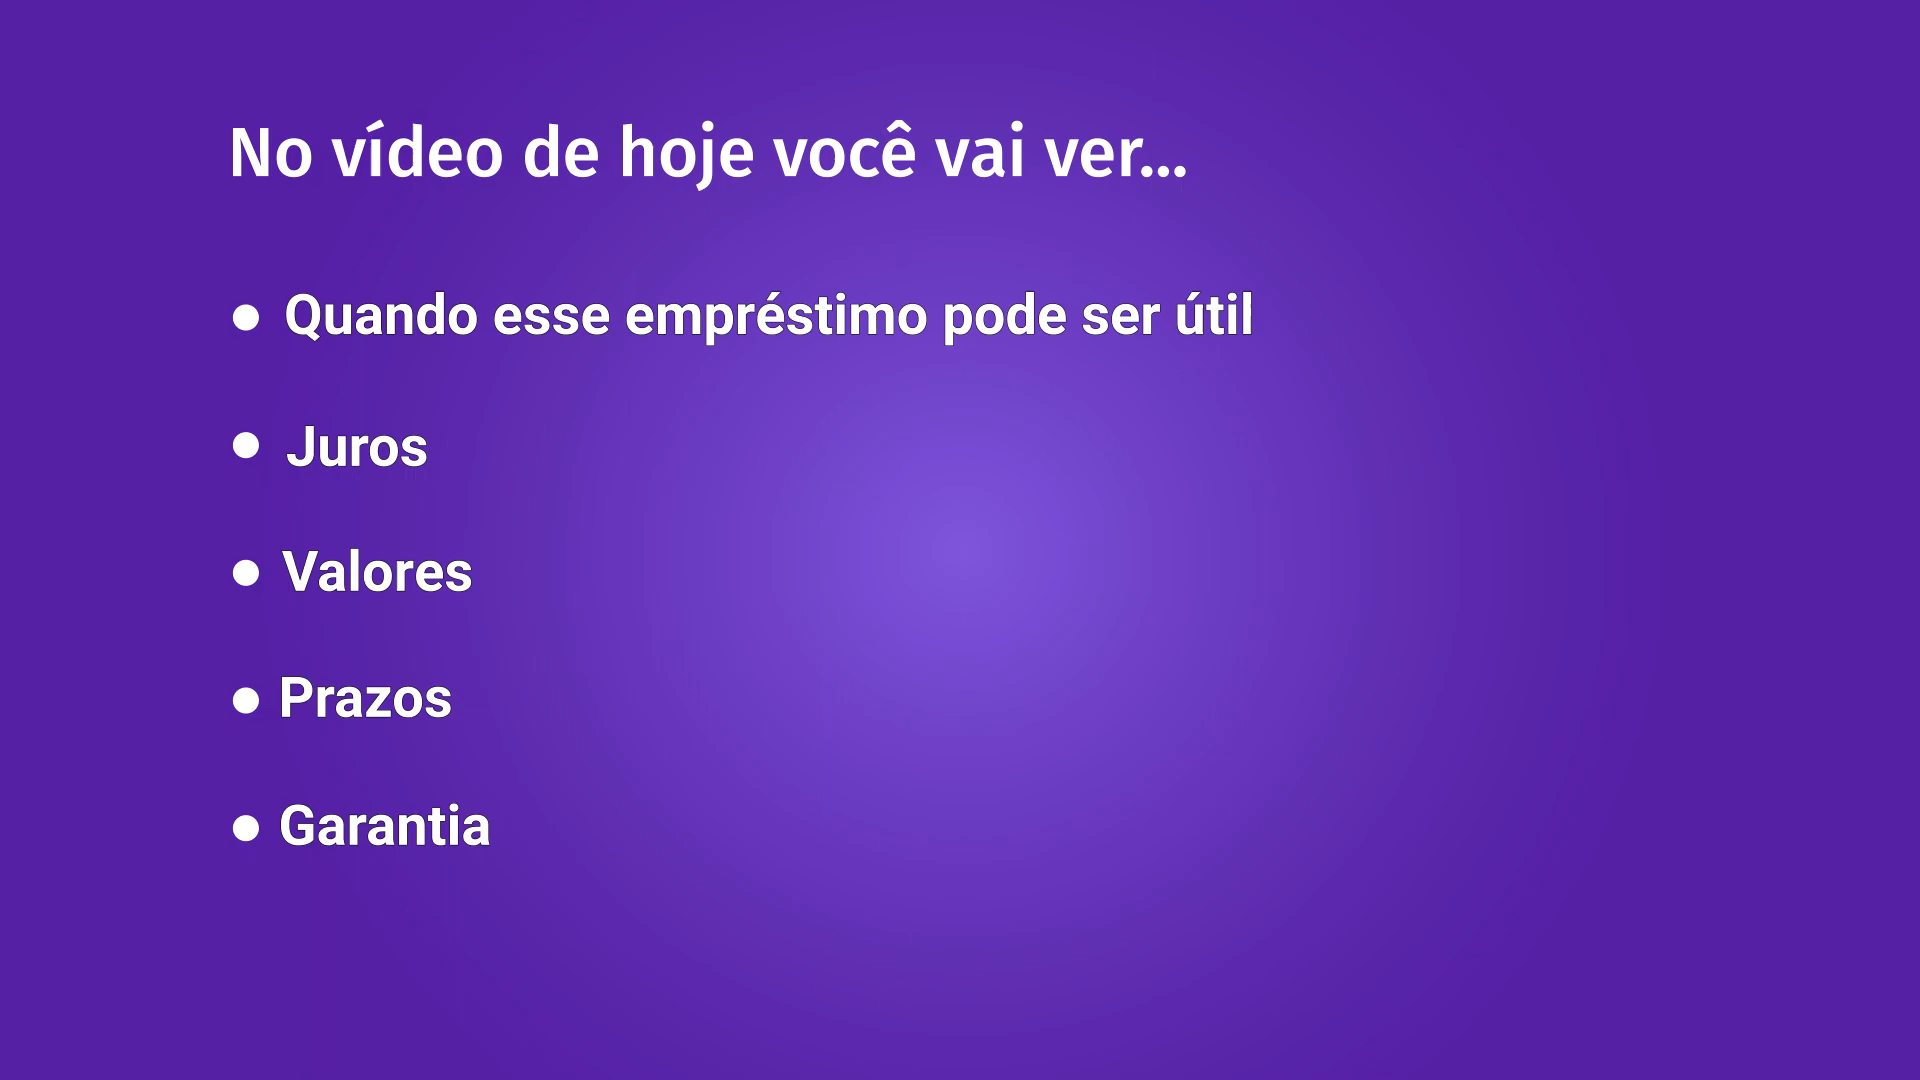 No vídeo de hoje você vai ver...
• Quando esse empréstimo pode ser útil
• Juros
• Valores
• Prazos
• Garantia